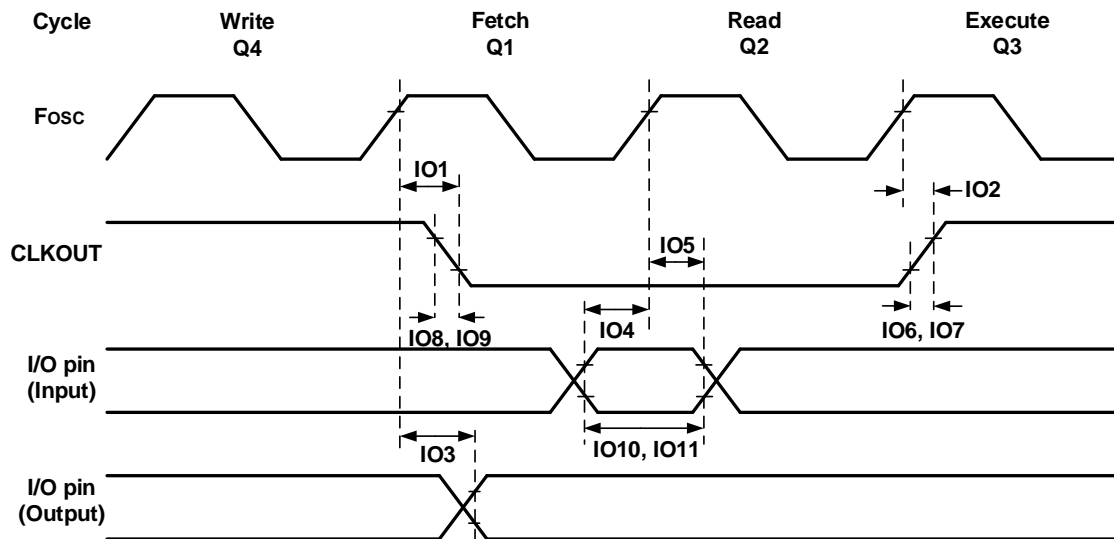 Cycle
Write
Q4
Fetch
Q1
Read
Q2
Execute
Q3
Fosc
IO1
IO2
CLKOUT
IO5
IO8, IO9
IO4
IO6, IO7
I/O pin
(Input)
IO10, IO11
IO3
I/O pin
(Output)